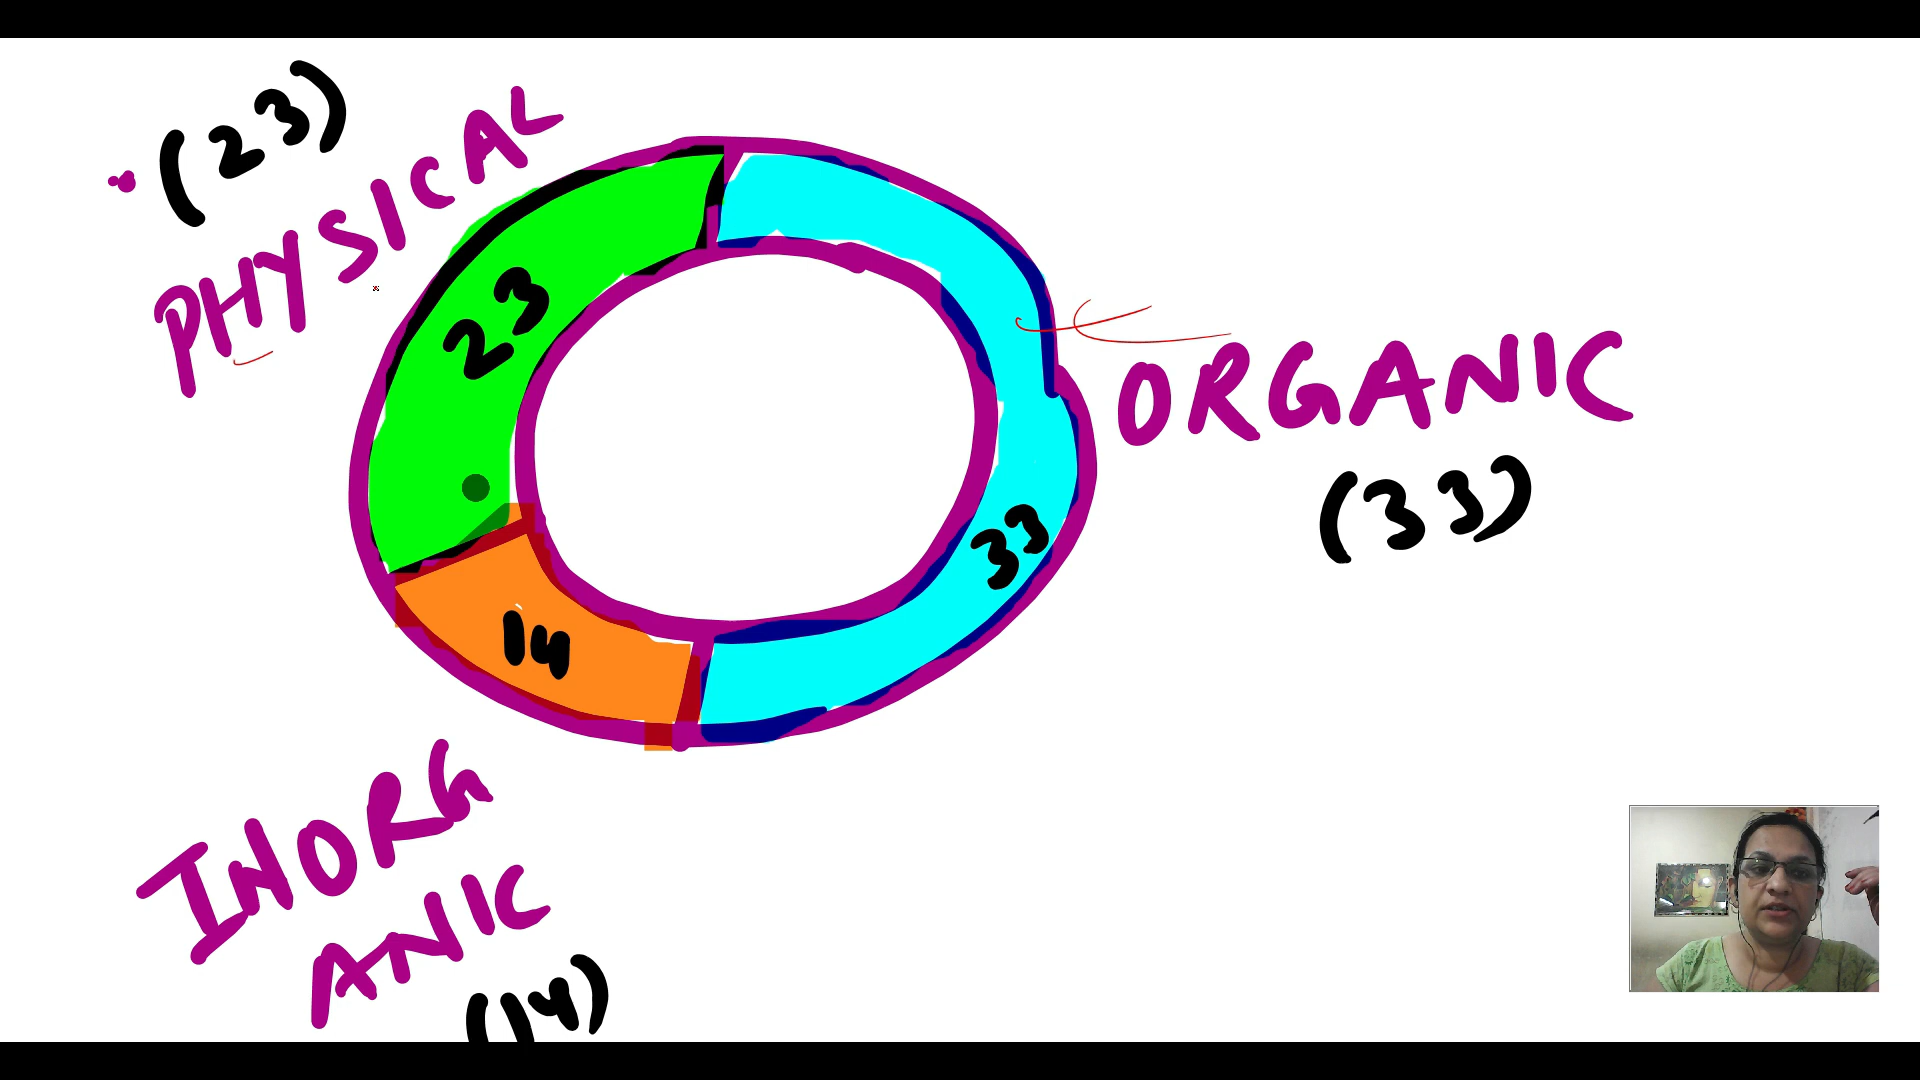 (23)
PHYSICAL
23
ORGANIC
(33)
33
14
INORG
ANIC
(14)